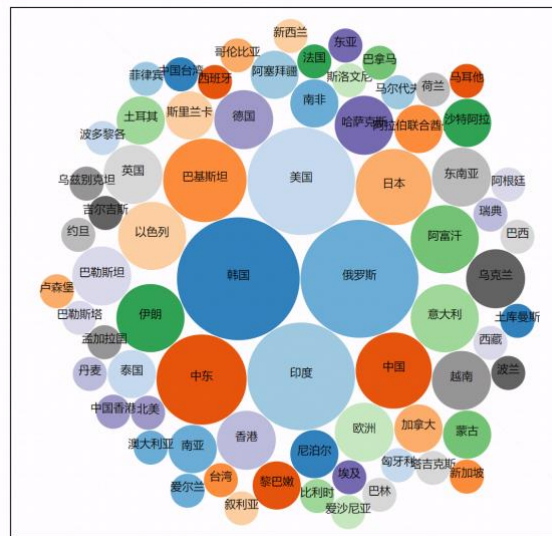 新西兰
哥伦比亚
法国
东亚
巴拿马
菲律宾
中国台湾
西班牙
阿塞拜疆
斯洛文尼
马尔代夫
荷兰
马耳他
土耳其
斯里兰卡
德国
南非
哈萨克斯
阿拉伯联合酋
沙特阿拉
波多黎各
英国
巴基斯坦
美国
日本
东南亚
阿根廷
乌兹别克坦
吉尔吉斯
瑞典
约旦
以色列
阿富汗
巴西
巴勒斯坦
韩国
俄罗斯
乌克兰
卢森堡
巴勒斯塔
伊朗
意大利
土库曼斯
孟加拉国
西藏
丹麦
泰国
中东
印度
中国
越南
波兰
中国香港
北美
澳大利亚
南亚
香港
欧洲
加拿大
蒙古
尼泊尔
匈牙利
塔吉克斯
爱尔兰
台湾
黎巴嫩
埃及
新加坡
叙利亚
比利时
巴林
爱沙尼亚